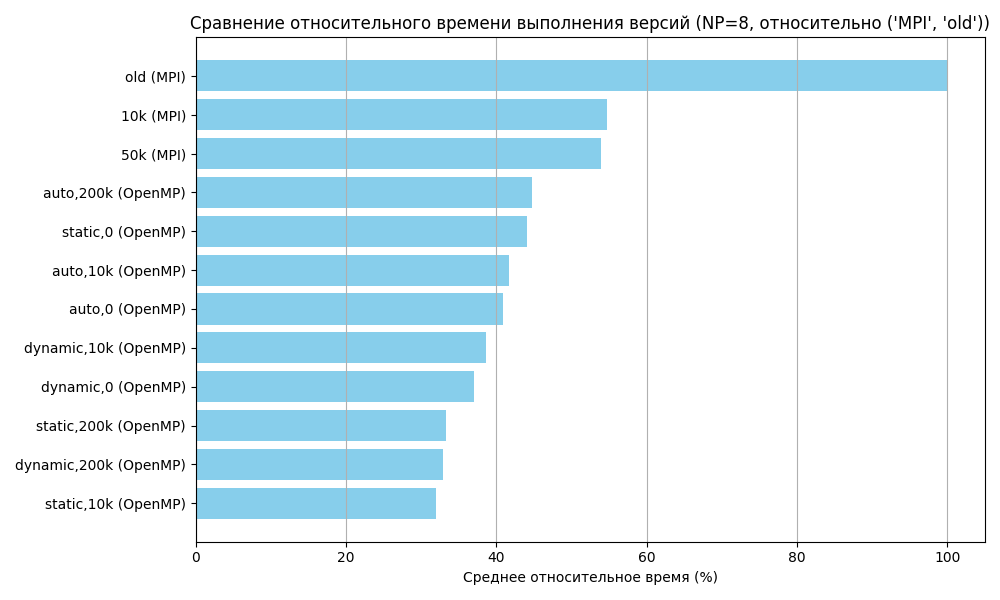 Сравнение относительного времени выполнения версий (NP=8, относительно ('MPI', 'old'))
old (MPI)
10k (MPI)
50k (MPI)
auto,200k (OpenMP)
static,0 (OpenMP)
auto,10k (OpenMP)
auto,0 (OpenMP)
dynamic,10k (OpenMP)
dynamic,0 (OpenMP)
static,200k (OpenMP)
dynamic,200k (OpenMP)
static,10k (OpenMP)
0 20 40 60 80 100
Среднее относительное время (%)